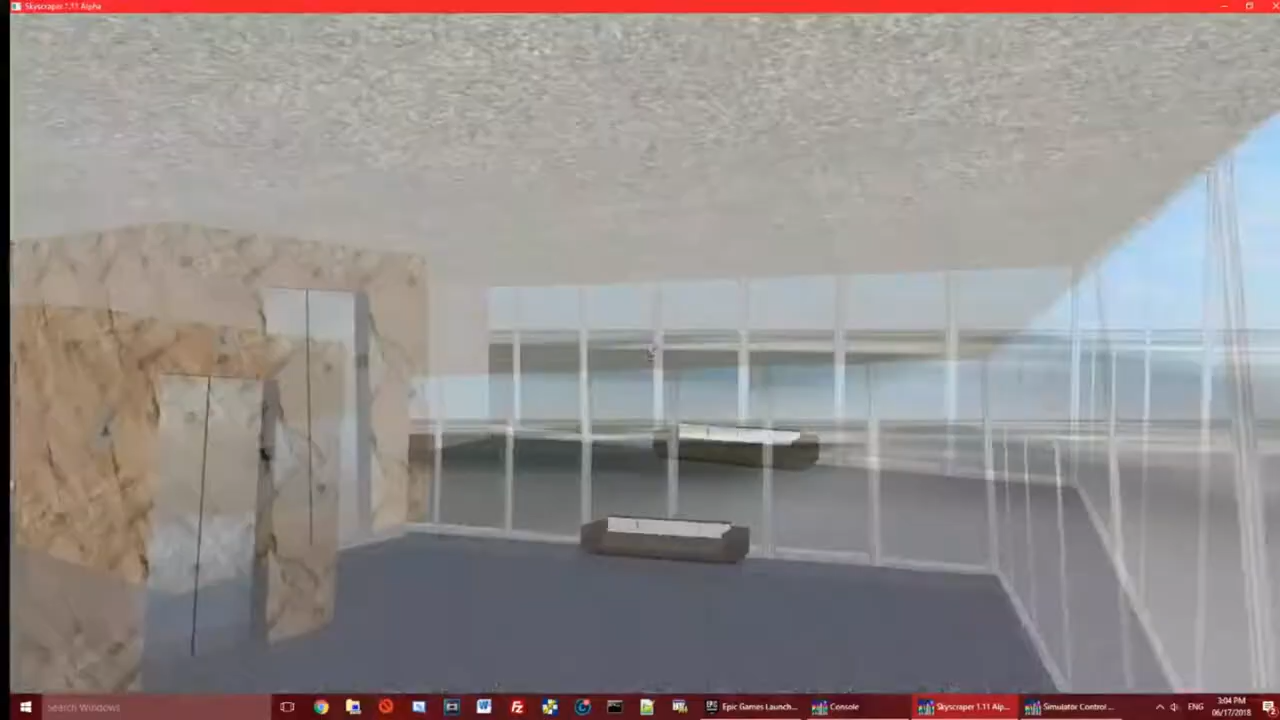 Skyscraper 1.11 Alpha
Search Windows
Epic Games Launch...
Console
Skyscraper 1.11 Alp...
Simulator Control ...
ENG
3:04 PM
06/17/2018